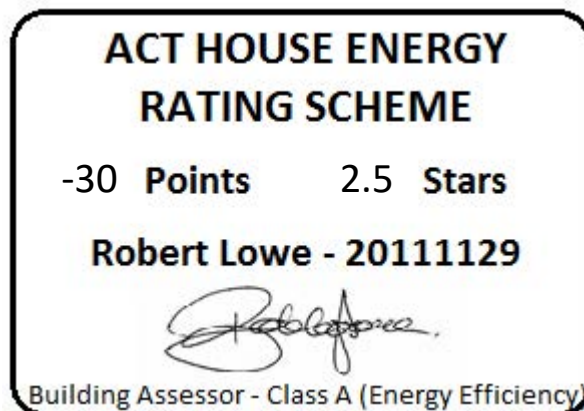 ACT HOUSE ENERGY
RATING SCHEME
-30 Points 2.5 Stars
Robert Lowe - 20111129
Building Assessor - Class A (Energy Efficiency)